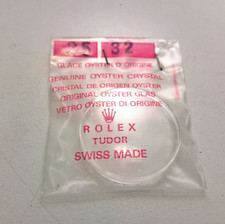 25 32
GLACE OYSTER D'ORIGINE
GENUINE OYSTER CRYSTAL
CRISTAL DE ORIGEN OYSTER
ORIGINAL OYSTER GLAS
VETRO OYSTER DI ORIGINE
ROLEX
TUDOR
SWISS MADE